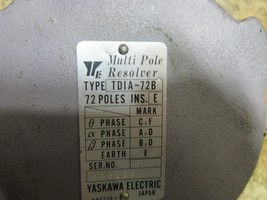 YE Multi Pole
Resolver
TYPE TDIA-72B
72 POLES INS. E
MARK
θ PHASE C.F
α PHASE A.D
β PHASE B.D
EARTH E
SER.NO.
YASKAWA ELECTRIC
JAPAN